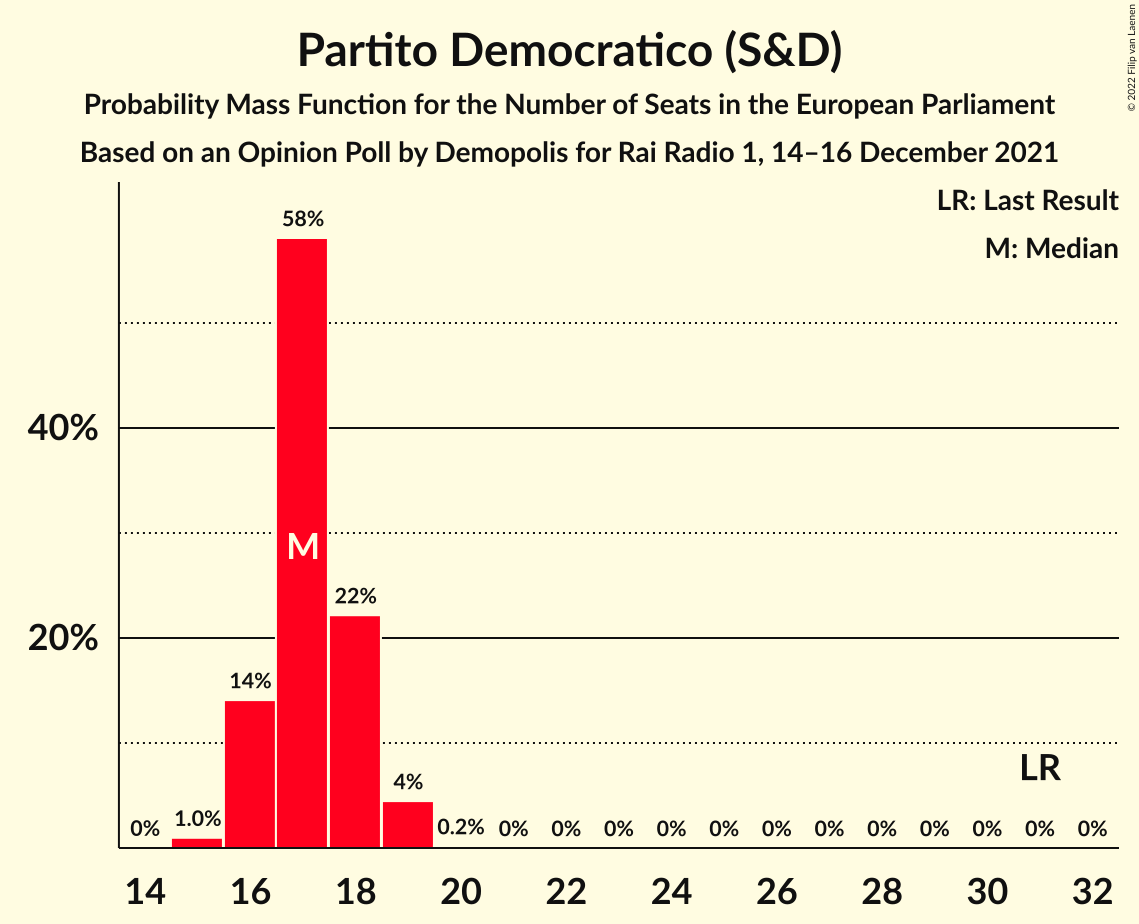 Partito Democratico (S&D)
Probability Mass Function for the Number of Seats in the European Parliament
Based on an Opinion Poll by Demopolis for Rai Radio 1, 14–16 December 2021
© 2022 Filip van Laenen
LR: Last Result
M: Median
58%
40%
M
22%
20%
14%
LR
4%
0% 1.0% 0.2% 0% 0% 0% 0% 0% 0% 0% 0% 0% 0% 0% 0%
14 16 18 20 22 24 26 28 30 32